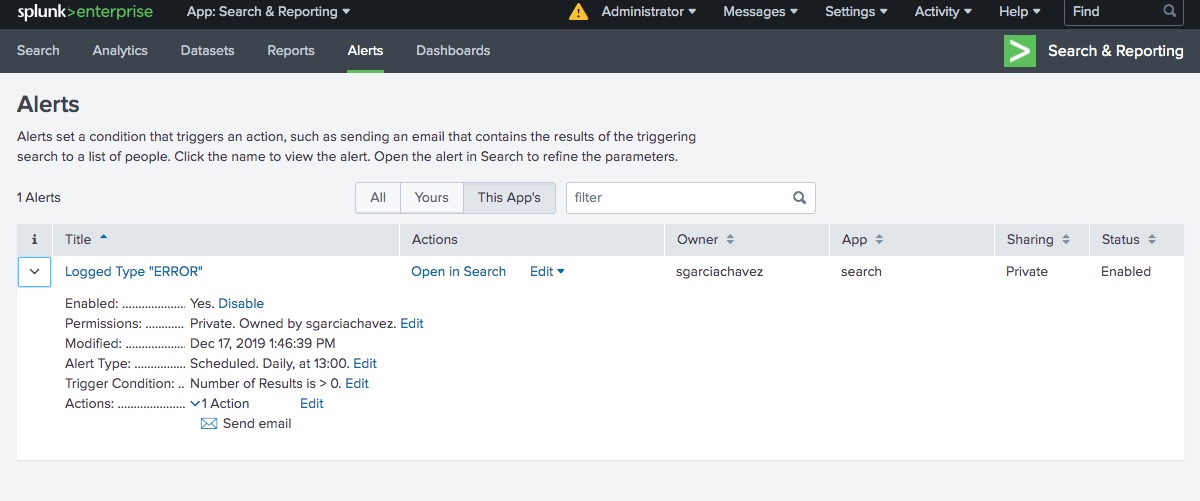 splunk>enterprise App: Search & Reporting Administrator Messages Settings Activity Help Find
Search Analytics Datasets Reports Alerts Dashboards Search & Reporting
Alerts
Alerts set a condition that triggers an action, such as sending an email that contains the results of the triggering
search to a list of people. Click the name to view the alert. Open the alert in Search to refine the parameters.
1 Alerts All Yours This App's filter
i Title Actions Owner App Sharing Status
Logged Type "ERROR" Open in Search Edit sgarciachavez search Private Enabled
Enabled: ................... Yes. Disable
Permissions: ............ Private. Owned by sgarciachavez. Edit
Modified: .................. Dec 17, 2019 1:46:39 PM
Alert Type: ............... Scheduled. Daily, at 13:00. Edit
Trigger Condition: .. Number of Results is > 0. Edit
Actions: .................... 1 Action Edit
Send email